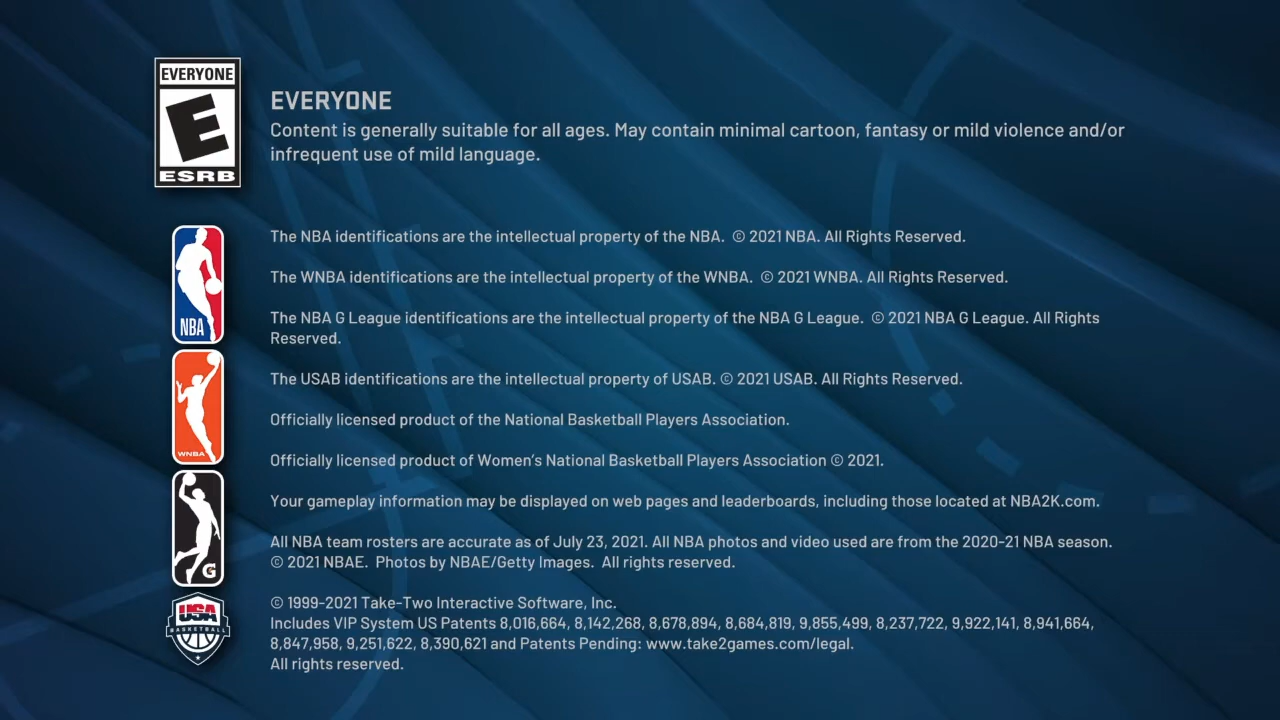 EVERYONE
E
ESRB
EVERYONE
Content is generally suitable for all ages. May contain minimal cartoon, fantasy or mild violence and/or
infrequent use of mild language.
NBA
The NBA identifications are the intellectual property of the NBA.  © 2021 NBA. All Rights Reserved.
The WNBA identifications are the intellectual property of the WNBA.  © 2021 WNBA. All Rights Reserved.
The NBA G League identifications are the intellectual property of the NBA G League.  © 2021 NBA G League. All Rights
Reserved.
WNBA
The USAB identifications are the intellectual property of USAB. © 2021 USAB. All Rights Reserved.
Officially licensed product of the National Basketball Players Association.
Officially licensed product of Women's National Basketball Players Association © 2021.
G
Your gameplay information may be displayed on web pages and leaderboards, including those located at NBA2K.com.
All NBA team rosters are accurate as of July 23, 2021. All NBA photos and video used are from the 2020-21 NBA season.
© 2021 NBAE.  Photos by NBAE/Getty Images.  All rights reserved.
USA
BASKETBALL
© 1999-2021 Take-Two Interactive Software, Inc.
Includes VIP System US Patents 8,016,664, 8,142,268, 8,678,894, 8,684,819, 9,855,499, 8,237,722, 9,922,141, 8,941,664,
8,847,958, 9,251,622, 8,390,621 and Patents Pending: www.take2games.com/legal.
All rights reserved.